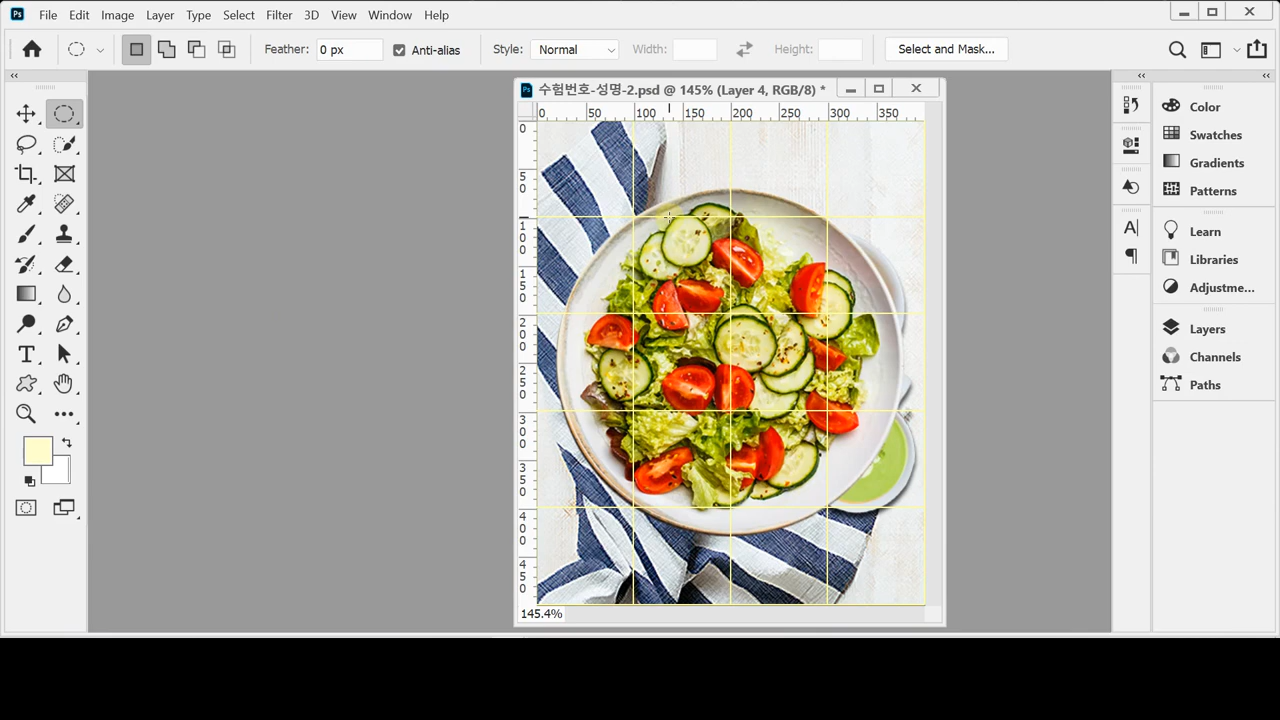 Ps File Edit Image Layer Type Select Filter 3D View Window Help
Feather: 0 px Anti-alias Style: Normal Width: Height: Select and Mask...
Ps 수험번호-성명-2.psd @ 145% (Layer 4, RGB/8) *
0 50 100 150 200 250 300 350
0
50
100
150
200
250
300
350
400
450
145.4%
Color
Swatches
Gradients
Patterns
Learn
Libraries
Adjustme...
Layers
Channels
Paths